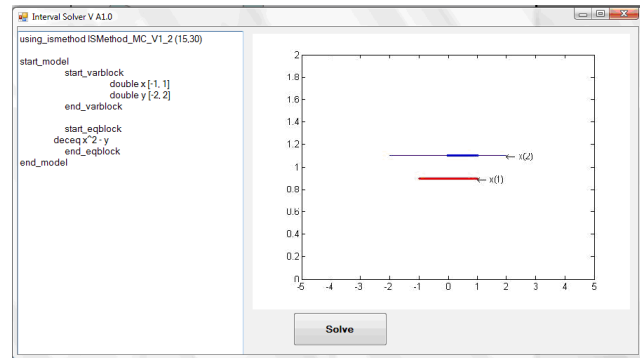 Interval Solver V A1.0
using_ismethod ISMethod_MC_V1_2 (15,30)
start_model
start_varblock
double x [-1, 1]
double y [-2, 2]
end_varblock
start_eqblock
deceq x^2 - y
end_eqblock
end_model
2
1.8
1.6
1.4
1.2
1
0.8
0.6
0.4
0.2
0
x(2)
x(1)
-5 -4 -3 -2 -1 0 1 2 3 4 5
Solve